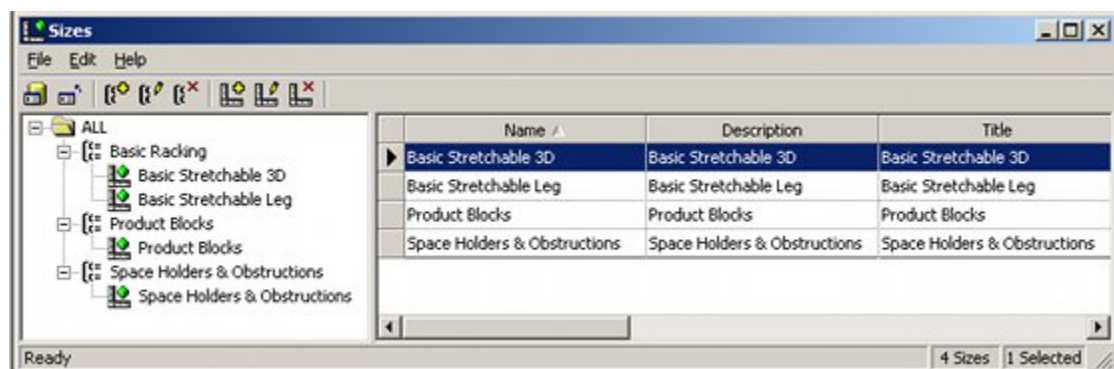 Sizes
File Edit Help
ALL
Basic Racking
Basic Stretchable 3D
Basic Stretchable Leg
Product Blocks
Product Blocks
Space Holders & Obstructions
Space Holders & Obstructions
Name Description Title
Basic Stretchable 3D Basic Stretchable 3D Basic Stretchable 3D
Basic Stretchable Leg Basic Stretchable Leg Basic Stretchable Leg
Product Blocks Product Blocks Product Blocks
Space Holders & Obstructions Space Holders & Obstructions Space Holders & Obstructions
Ready 4 Sizes 1 Selected